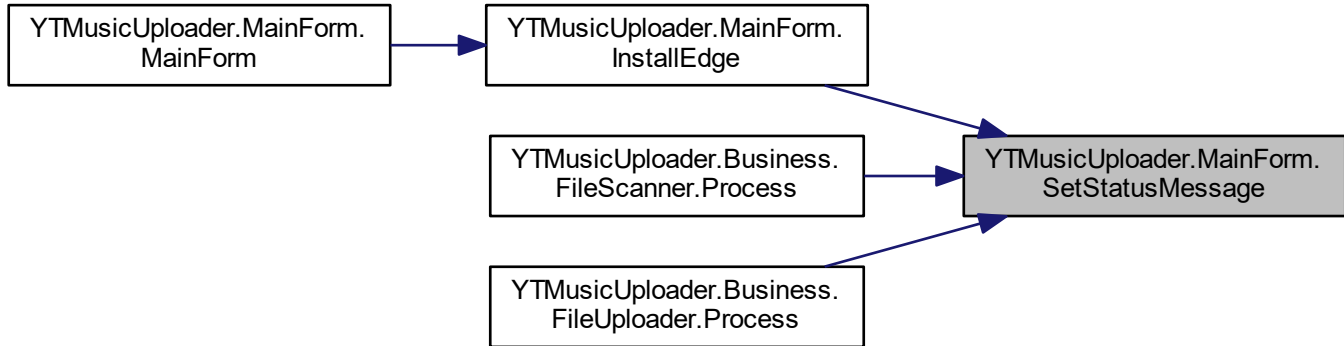 YTMusicUploader.MainForm.
MainForm
YTMusicUploader.MainForm.
InstallEdge
YTMusicUploader.Business.
FileScanner.Process
YTMusicUploader.MainForm.
SetStatusMessage
YTMusicUploader.Business.
FileUploader.Process